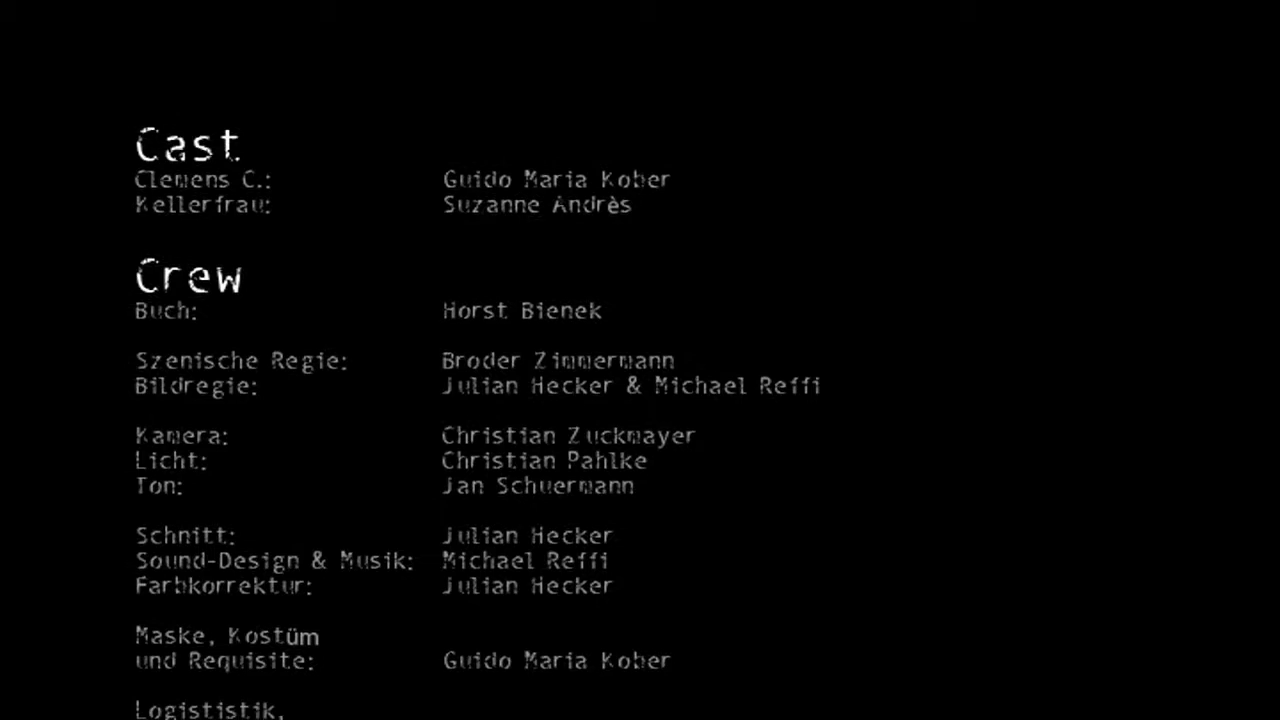 Cast
Clemens C.: Guido Maria Kober
Kellerfrau: Suzanne Andrès
Crew
Buch: Horst Bienek
Szenische Regie: Broder Zimmermann
Bildregie: Julian Hecker & Michael Reffi
Kamera: Christian Zuckmayer
Licht: Christian Pahlke
Ton: Jan Schuermann
Schnitt: Julian Hecker
Sound-Design & Musik: Michael Reffi
Farbkorrektur: Julian Hecker
Maske, Kostüm
und Requisite: Guido Maria Kober
Logististik,